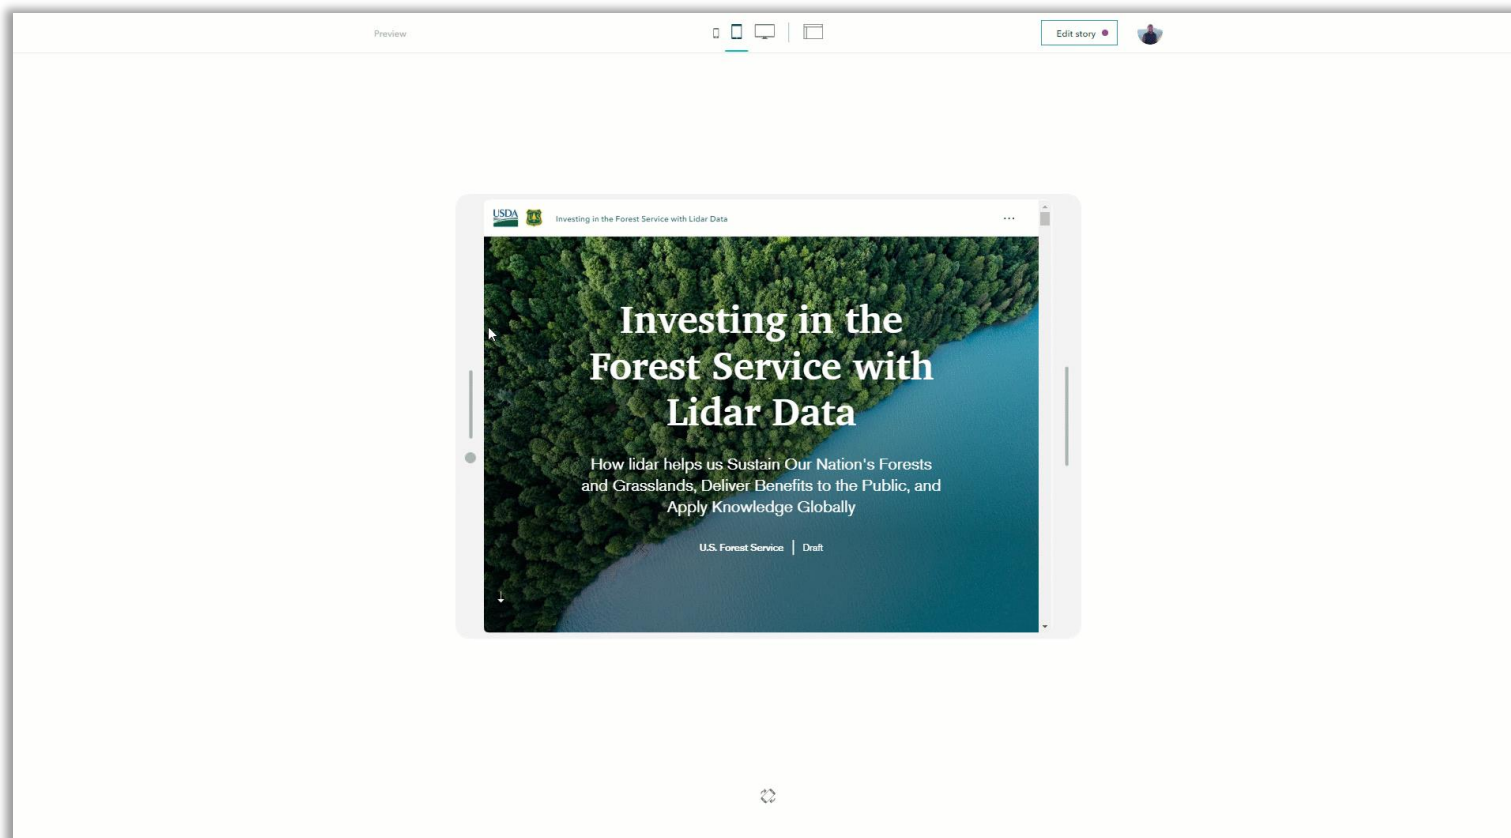 Preview
Edit story
USDA
Investing in the Forest Service with Lidar Data
Investing in the
Forest Service with
Lidar Data
How lidar helps us Sustain Our Nation's Forests
and Grasslands, Deliver Benefits to the Public, and
Apply Knowledge Globally
U.S. Forest Service | Draft